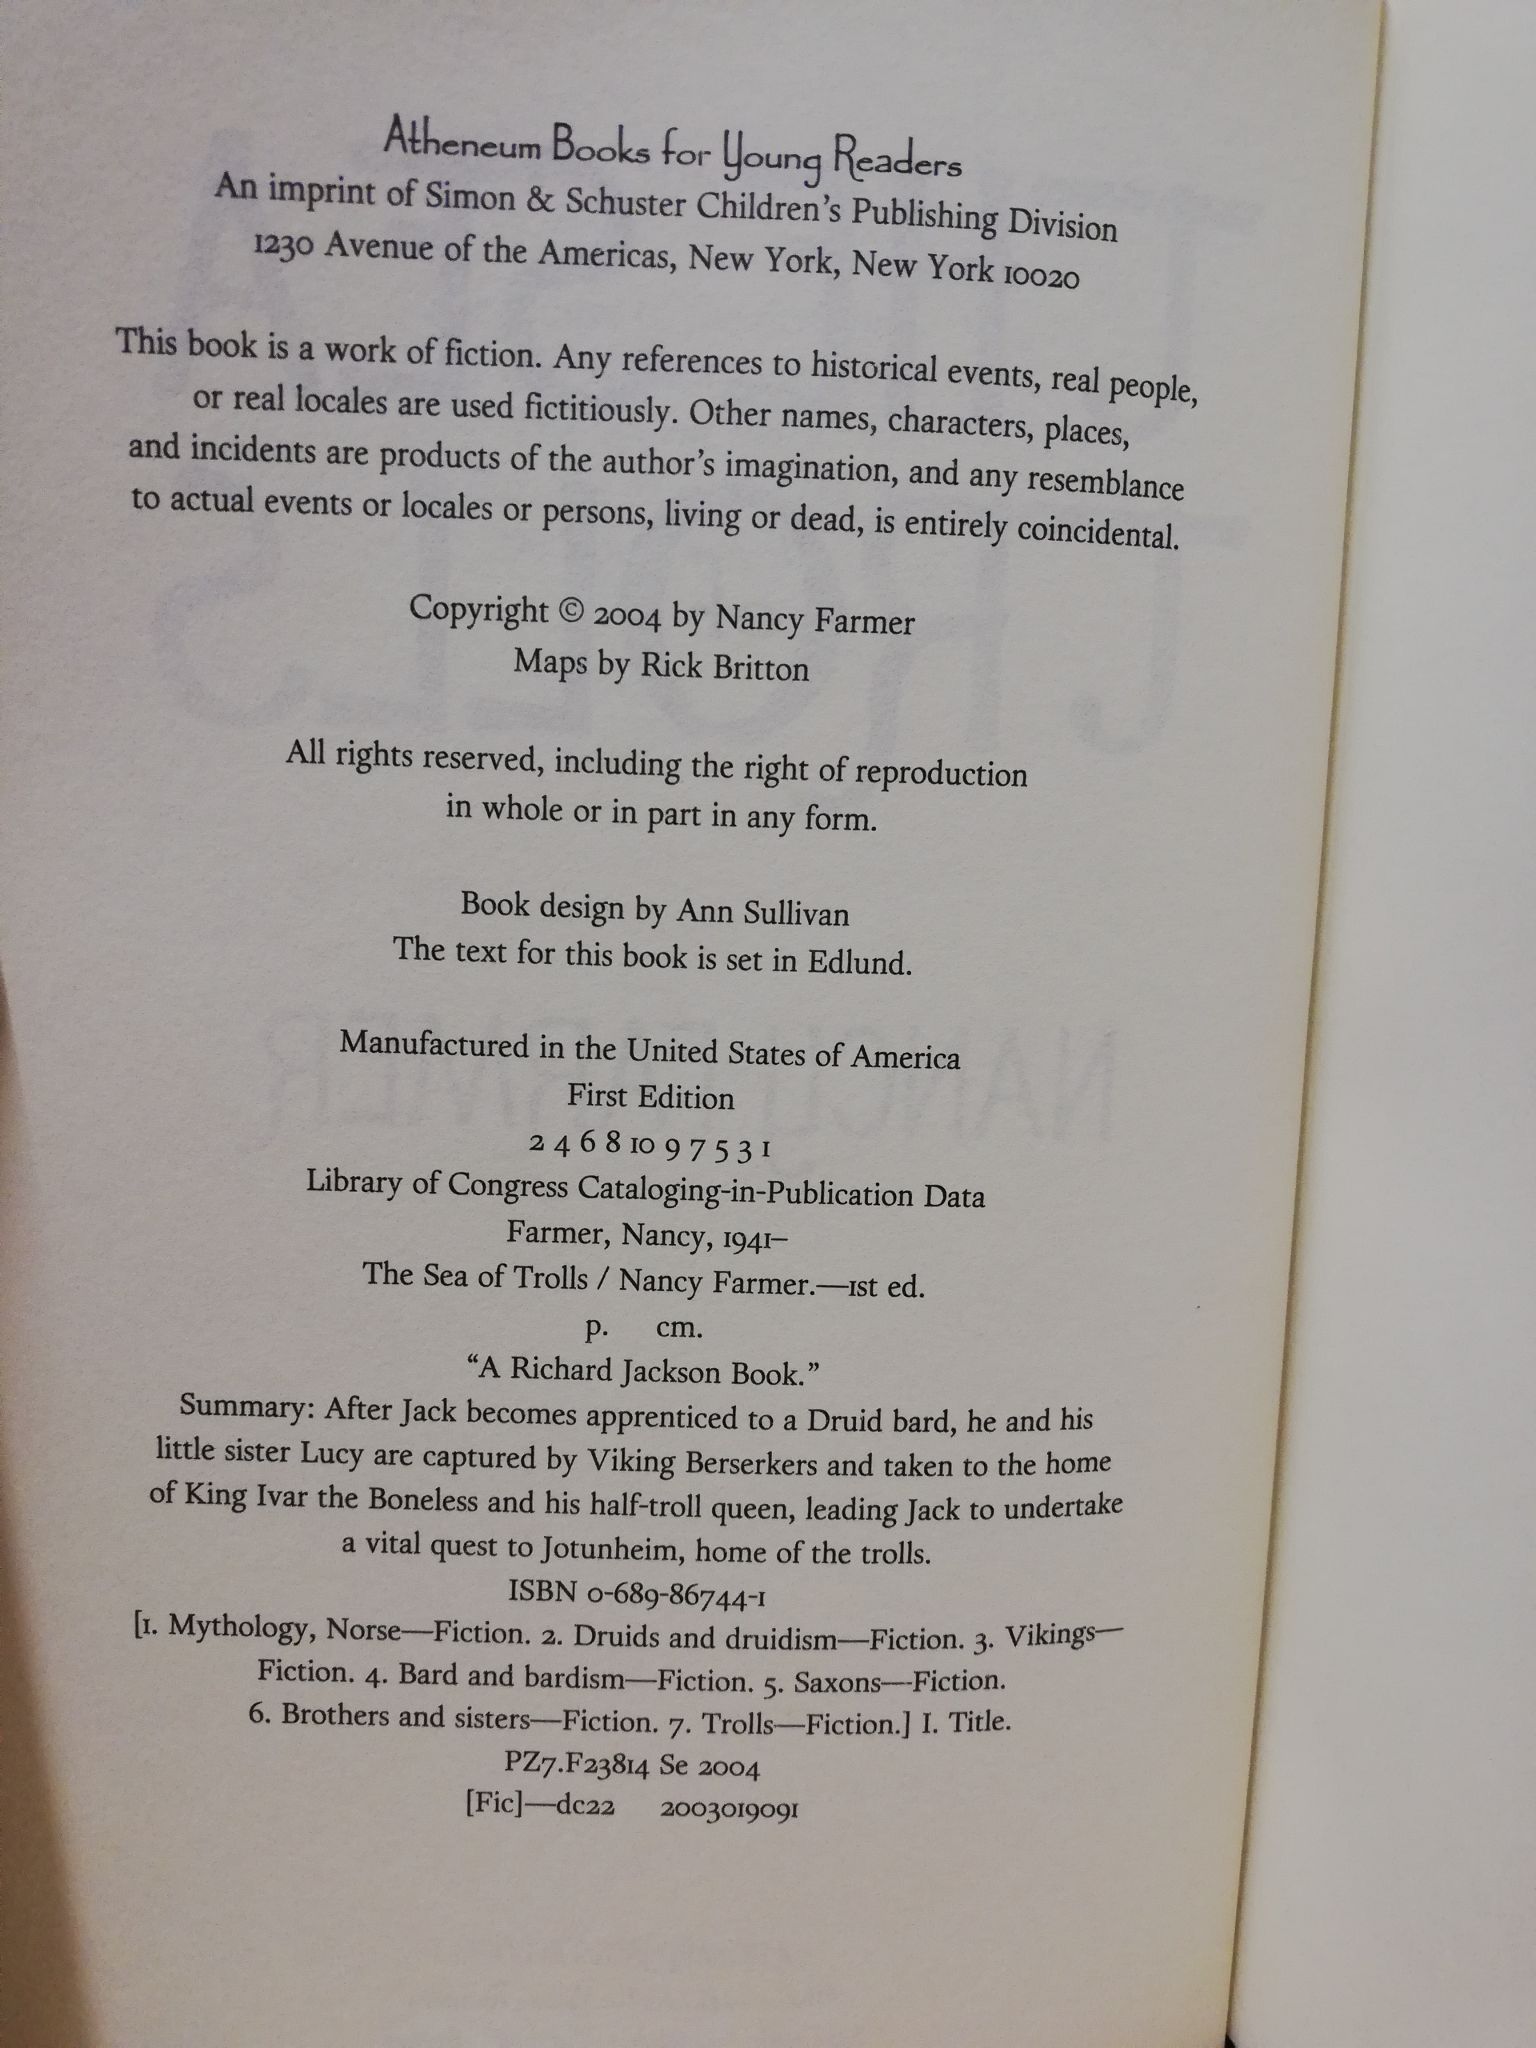 Atheneum Books for Young Readers
An imprint of Simon & Schuster Children's Publishing Division
1230 Avenue of the Americas, New York, New York 10020
This book is a work of fiction. Any references to historical events, real people,
or real locales are used fictitiously. Other names, characters, places,
and incidents are products of the author's imagination, and any resemblance
to actual events or locales or persons, living or dead, is entirely coincidental.
Copyright © 2004 by Nancy Farmer
Maps by Rick Britton
All rights reserved, including the right of reproduction
in whole or in part in any form.
Book design by Ann Sullivan
The text for this book is set in Edlund.
Manufactured in the United States of America
First Edition
2 4 6 8 10 9 7 5 3 1
Library of Congress Cataloging-in-Publication Data
Farmer, Nancy, 1941–
The Sea of Trolls / Nancy Farmer.—1st ed.
p. cm.
“A Richard Jackson Book.”
Summary: After Jack becomes apprenticed to a Druid bard, he and his
little sister Lucy are captured by Viking Berserkers and taken to the home
of King Ivar the Boneless and his half-troll queen, leading Jack to undertake
a vital quest to Jotunheim, home of the trolls.
ISBN 0-689-86744-1
[1. Mythology, Norse—Fiction. 2. Druids and druidism—Fiction. 3. Vikings—
Fiction. 4. Bard and bardism—Fiction. 5. Saxons—Fiction.
6. Brothers and sisters—Fiction. 7. Trolls—Fiction.] I. Title.
PZ7.F23814 Se 2004
[Fic]—dc22 2003019091